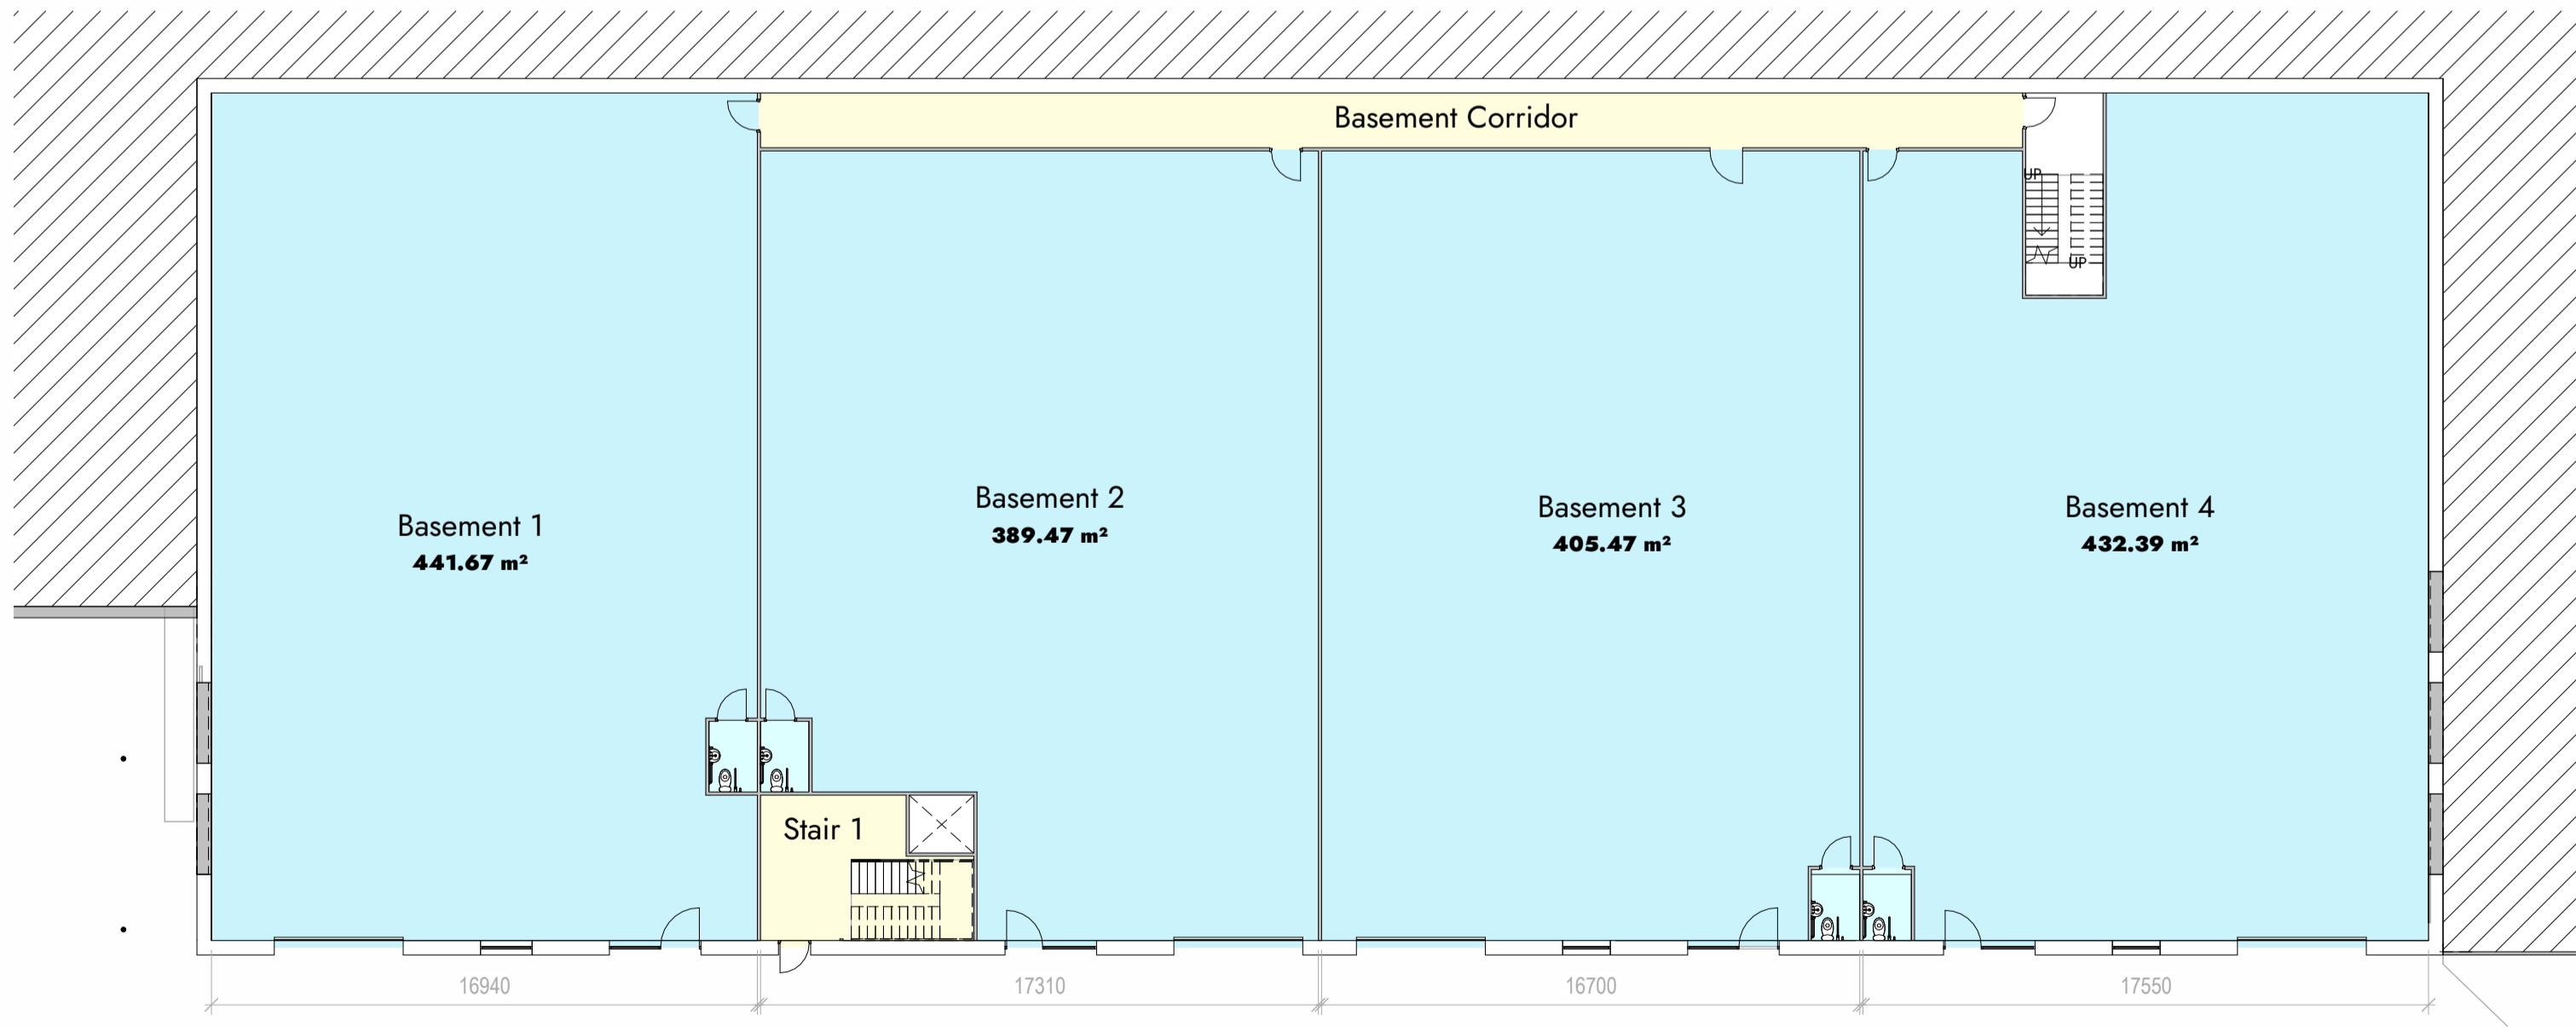 Basement Corridor
UP
UP
Basement 1
441.67 m²
Basement 2
389.47 m²
Basement 3
405.47 m²
Basement 4
432.39 m²
Stair 1
16940
17310
16700
17550